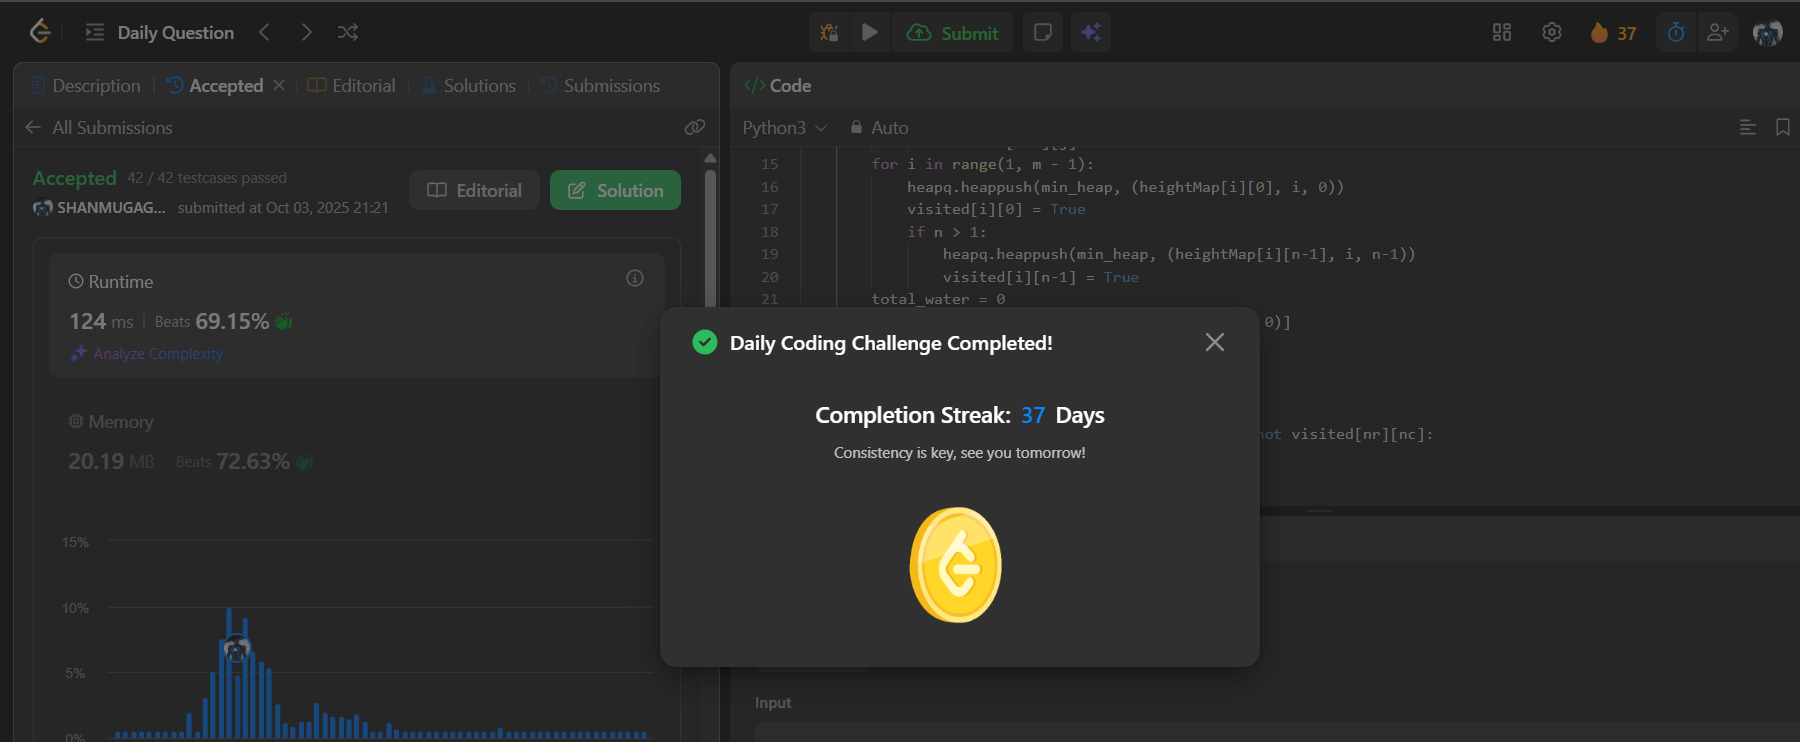 Daily Question
Submit
37
Description
Accepted
Editorial
Solutions
Submissions
All Submissions
Accepted 42 / 42 testcases passed
SHANMUGAG... submitted at Oct 03, 2025 21:21
Editorial
Solution
Runtime
124 ms Beats 69.15%
Analyze Complexity
Memory
20.19 MB Beats 72.63%
15%
10%
5%
0%
</> Code
Python3
Auto
15 for i in range(1, m - 1):
16 heapq.heappush(min_heap, (heightMap[i][0], i, 0))
17 visited[i][0] = True
18 if n > 1:
19 heapq.heappush(min_heap, (heightMap[i][n-1], i, n-1))
20 visited[i][n-1] = True
21 total_water = 0
0)]
not visited[nr][nc]:
Daily Coding Challenge Completed!
Completion Streak: 37 Days
Consistency is key, see you tomorrow!
Input